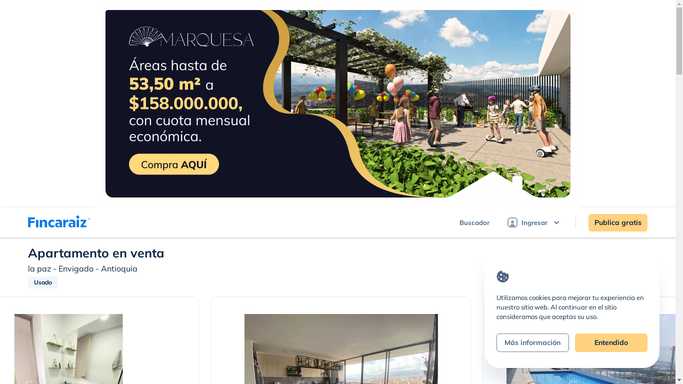 MARQUESA
Áreas hasta de
53,50 m² a
$158.000.000,
con cuota mensual
económica.
Compra AQUÍ
Fincaraíz
Buscador
Ingresar
Publica gratis
Apartamento en venta
la paz - Envigado - Antioquia
Usado
Utilizamos cookies para mejorar tu experiencia en
nuestro sitio web. Al continuar en el sitio
consideramos que aceptas su uso.
Más información
Entendido